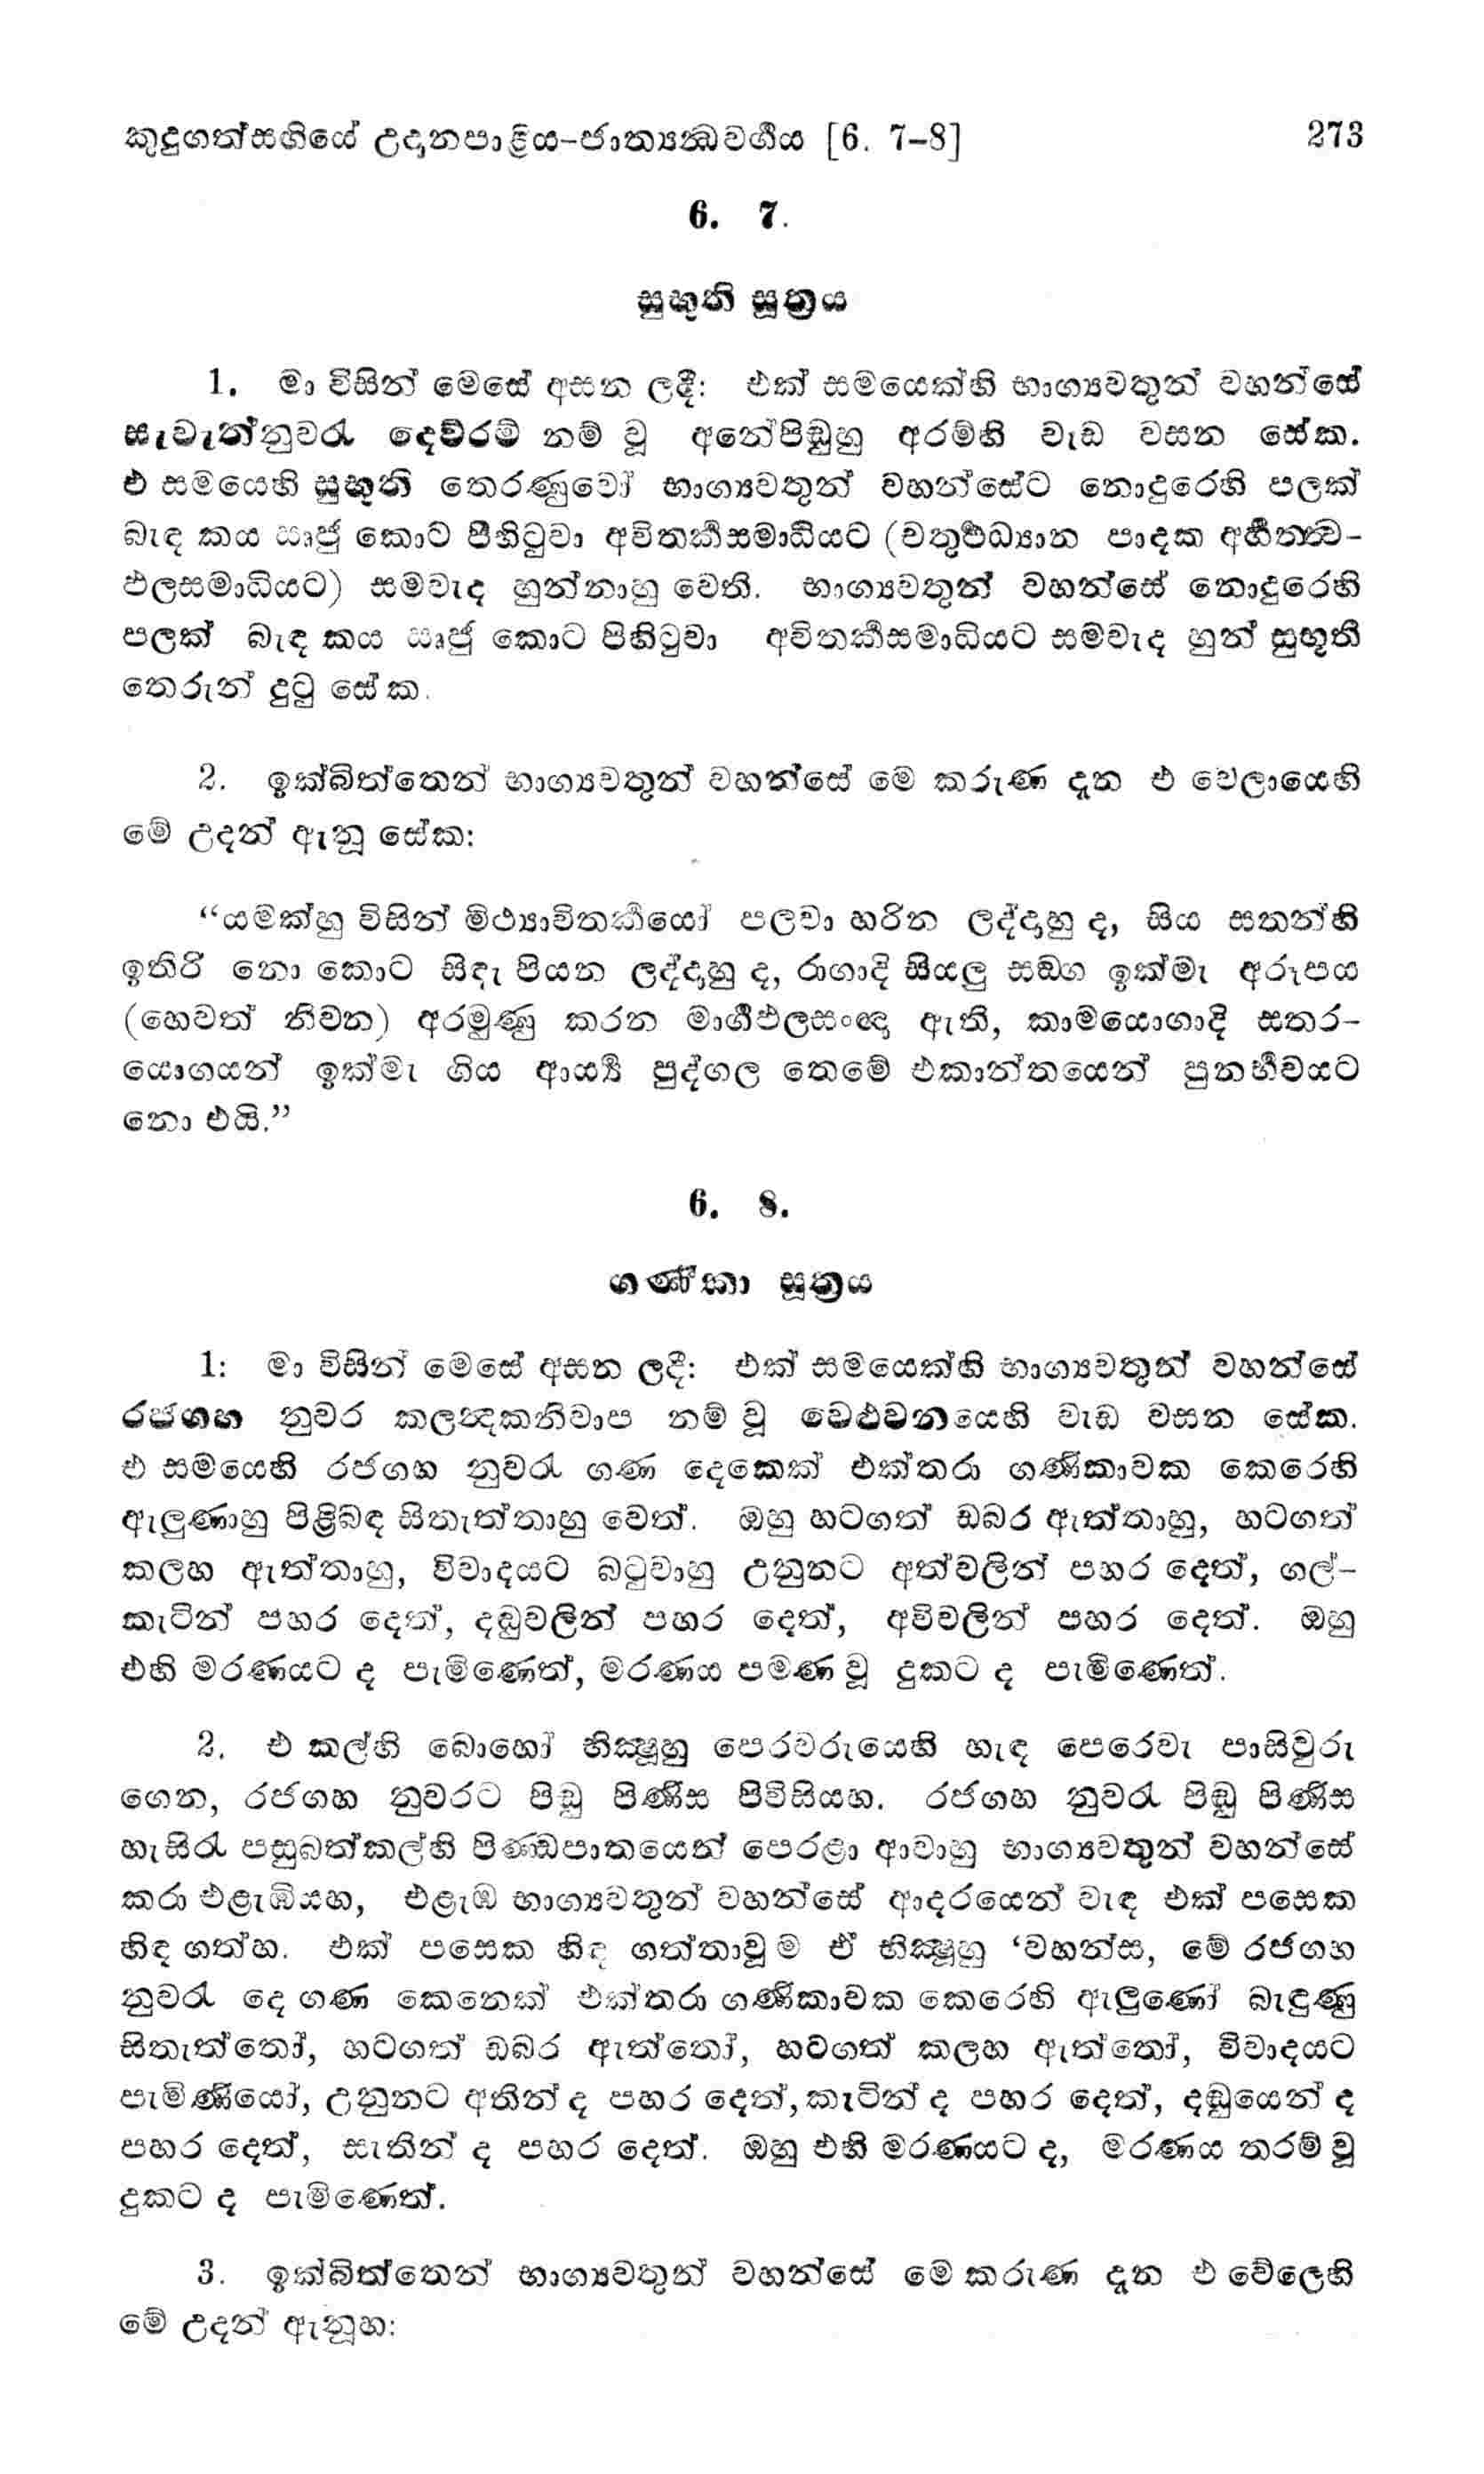 කුදුගත්සඟියේ උදානපාළිය-ජාත්‍යන්‍ධවර්‍ගය [6. 7-8] 273
6. 7.
සුභූති සූත්‍රය
1. මා විසින් මෙසේ අසන ලදී: එක් සමයෙක්හි භාග්‍යවතුන් වහන්සේ
සැවැත්නුවරැ දෙව්රම් නම් වූ අනේපිඬුහු අරම්හි වැඩ වසන සේක.
එ සමයෙහි සුභූති තෙරණුවෝ භාග්‍යවතුන් වහන්සේට නොදුරෙහි පලක්
බැඳ කය ඍජු කොට පිහිටුවා අවිතර්‍කසමාධියට (චතුර්‍ථධ්‍යාන පාදක අර්‍හත්ත්‍ව-
ඵලසමාධියට) සමවැද හුන්නාහු වෙති. භාග්‍යවතුන් වහන්සේ නොදුරෙහි
පලක් බැඳ කය ඍජු කොට පිහිටුවා අවිතර්‍කසමාධියට සමවැද හුන් සුභූති
තෙරුන් දුටු සේක.
2. ඉක්බිත්තෙන් භාග්‍යවතුන් වහන්සේ මෙ කරුණ දැන එ වෙලායෙහි
මේ උදන් ඇනූ සේක:
“යමක්හු විසින් මිථ්‍යාවිතර්‍කයෝ පලවා හරින ලද්දාහු ද, සිය සතන්හි
ඉතිරි නො කොට සිඳැ පියන ලද්දාහු ද, රාගාදි සියලු සඞ්ග ඉක්මැ අරූපය
(හෙවත් නිවන) අරමුණු කරන මාර්‍ගඵලසංඥා ඇති, කාමයොගාදි සතර-
යොගයන් ඉක්මැ ගිය ආර්‍ය්‍ය පුද්ගල තෙමේ එකාන්තයෙන් පුනර්‍භවයට
නො එයි.”
6. 8.
ගණිකා සූත්‍රය
1: මා විසින් මෙසේ අසන ලදී: එක් සමයෙක්හි භාග්‍යවතුන් වහන්සේ
රජගහ නුවර කලන්‍දකනිවාප නම් වූ වෙළුවනයෙහි වැඩ වසන සේක.
එ සමයෙහි රජගහ නුවරැ ගණ දෙකෙක් එක්තරා ගණිකාවක කෙරෙහි
ඇලුණාහු පිළිබඳ සිතැත්තාහු වෙත්. ඔහු හටගත් ඩබර ඇත්තාහු, හටගත්
කලහ ඇත්තාහු, විවාදයට බටුවාහු උනුනට අත්වලින් පහර දෙත්, ගල්-
කැටින් පහර දෙත්, දඬුවලින් පහර දෙත්, අවිවලින් පහර දෙත්. ඔහු
එහි මරණයට ද පැමිණෙත්, මරණය පමණ වූ දුකට ද පැමිණෙත්.
2. එ කල්හි බොහෝ භික්‍ෂූහු පෙරවරුයෙහි හැඳ පෙරෙවැ පාසිවුරු
ගෙන, රජගහ නුවරට පිඬු පිණිස පිවිසියහ. රජගහ නුවරැ පිඬු පිණිස
හැසිරැ පසුබත්කල්හි පිණ්ඩපාතයෙන් පෙරළා ආවාහු භාග්‍යවතුන් වහන්සේ
කරා එළැඹියහ, එළැඹ භාග්‍යවතුන් වහන්සේ ආදරයෙන් වැඳ එක් පසෙක
හිඳ ගත්හ. එක් පසෙක හිඳ ගත්තාවූ ම ඒ භික්‍ෂූහු ‘වහන්ස, මේ රජගහ
නුවරැ දෙ ගණ කෙනෙක් එක්තරා ගණිකාවක කෙරෙහි ඇලුණෝ බැඳුණු
සිතැත්තෝ, හටගත් ඩබර ඇත්තෝ, හටගත් කලහ ඇත්තෝ, විවාදයට
පැමිණියෝ, උනුනට අතින් ද පහර දෙත්, කැටින් ද පහර දෙත්, දඬුයෙන් ද
පහර දෙත්, සැතින් ද පහර දෙත්. ඔහු එහි මරණයට ද, මරණය තරම් වූ
දුකට ද පැමිණෙත්.
3. ඉක්බිත්තෙන් භාග්‍යවතුන් වහන්සේ මෙ කරුණ දැන එ වේලෙහි
මේ උදන් ඇනූහ: